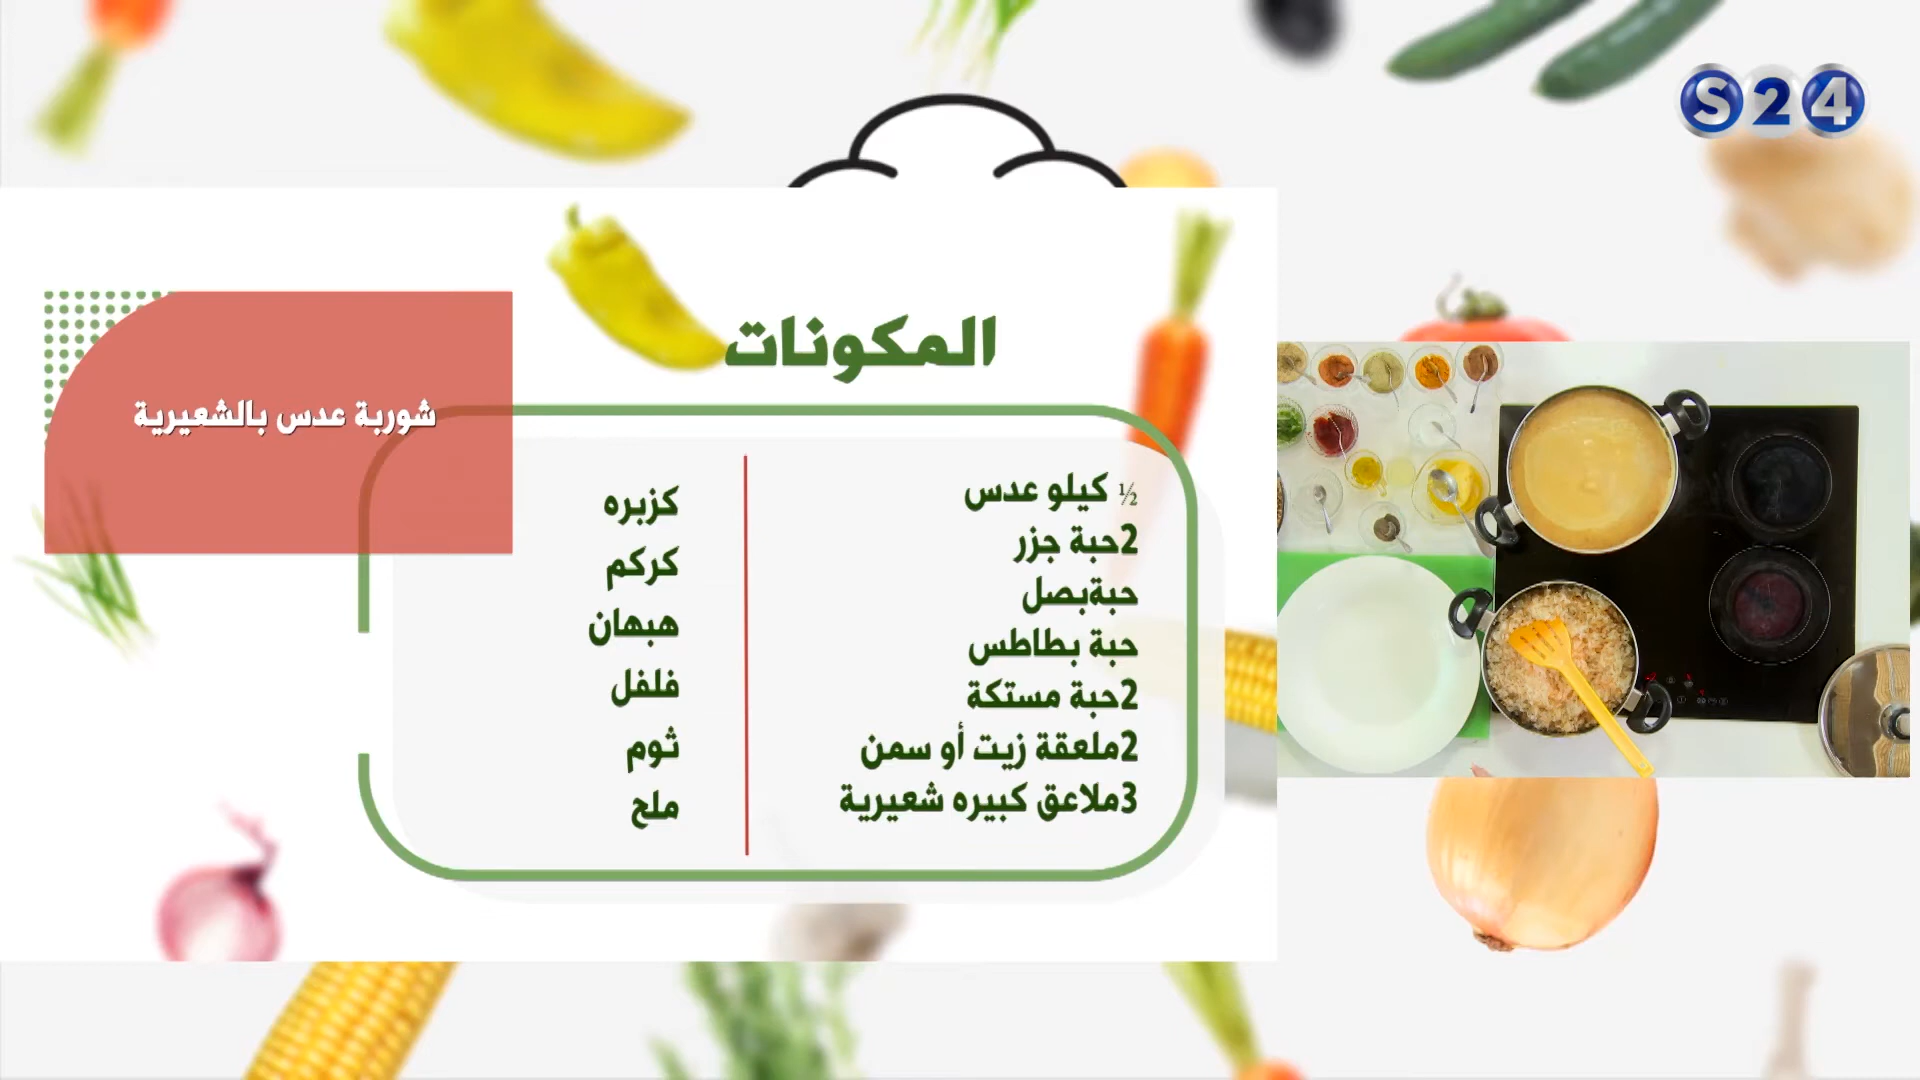 S24
المكونات
شوربة عدس بالشعيرية
½ كيلو عدس
2حبة جزر
حبةبصل
حبة بطاطس
2حبة مستكة
2ملعقة زيت أو سمن
3ملاعق كبيره شعيرية
كزبره
كركم
هبهان
فلفل
ثوم
ملح